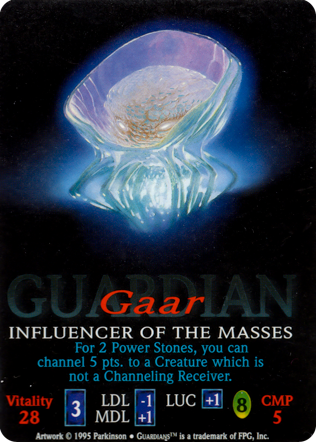 GUARDIAN
Gaar
INFLUENCER OF THE MASSES
For 2 Power Stones, you can
channel 5 pts. to a Creature which is
not a Channeling Receiver.
Vitality 28 3 LDL -1 MDL +1 LUC +1 8 CMP 5
Artwork © 1995 Parkinson • GUARDIANS™ is a trademark of FPG, Inc.